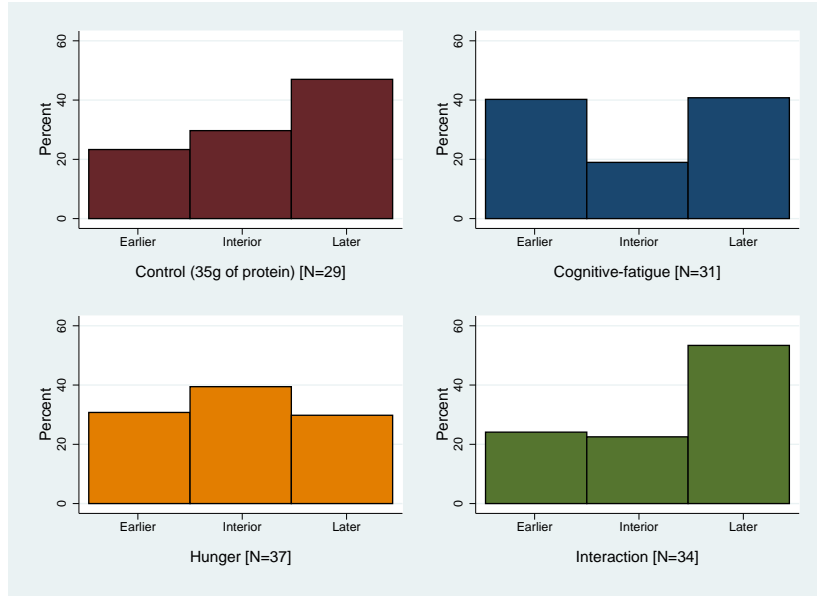 60
40
20
0
Percent
Earlier Interior Later
Control (35g of protein) [N=29]
60
40
20
0
Percent
Earlier Interior Later
Cognitive-fatigue [N=31]
60
40
20
0
Percent
Earlier Interior Later
Hunger [N=37]
60
40
20
0
Percent
Earlier Interior Later
Interaction [N=34]